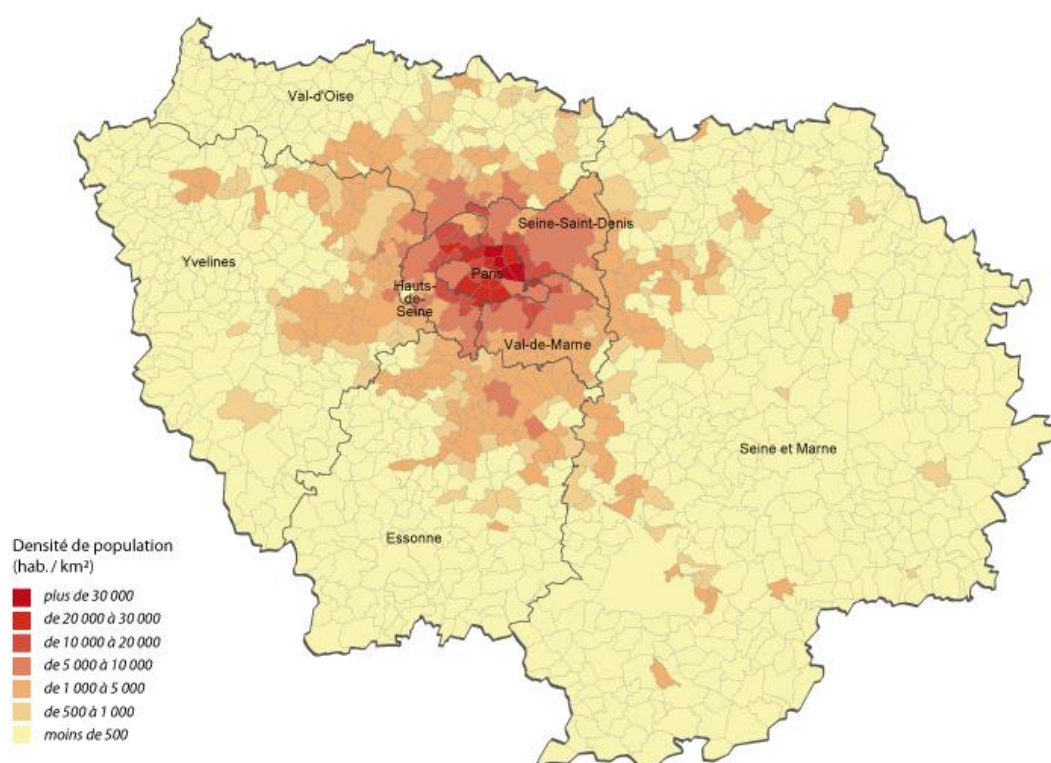 Val-d'Oise
Seine-Saint-Denis
Yvelines
Paris
Hauts-
de-
Seine
Val-de-Marne
Seine et Marne
Essonne
Densité de population
(hab. / km²)
plus de 30 000
de 20 000 à 30 000
de 10 000 à 20 000
de 5 000 à 10 000
de 1 000 à 5 000
de 500 à 1 000
moins de 500